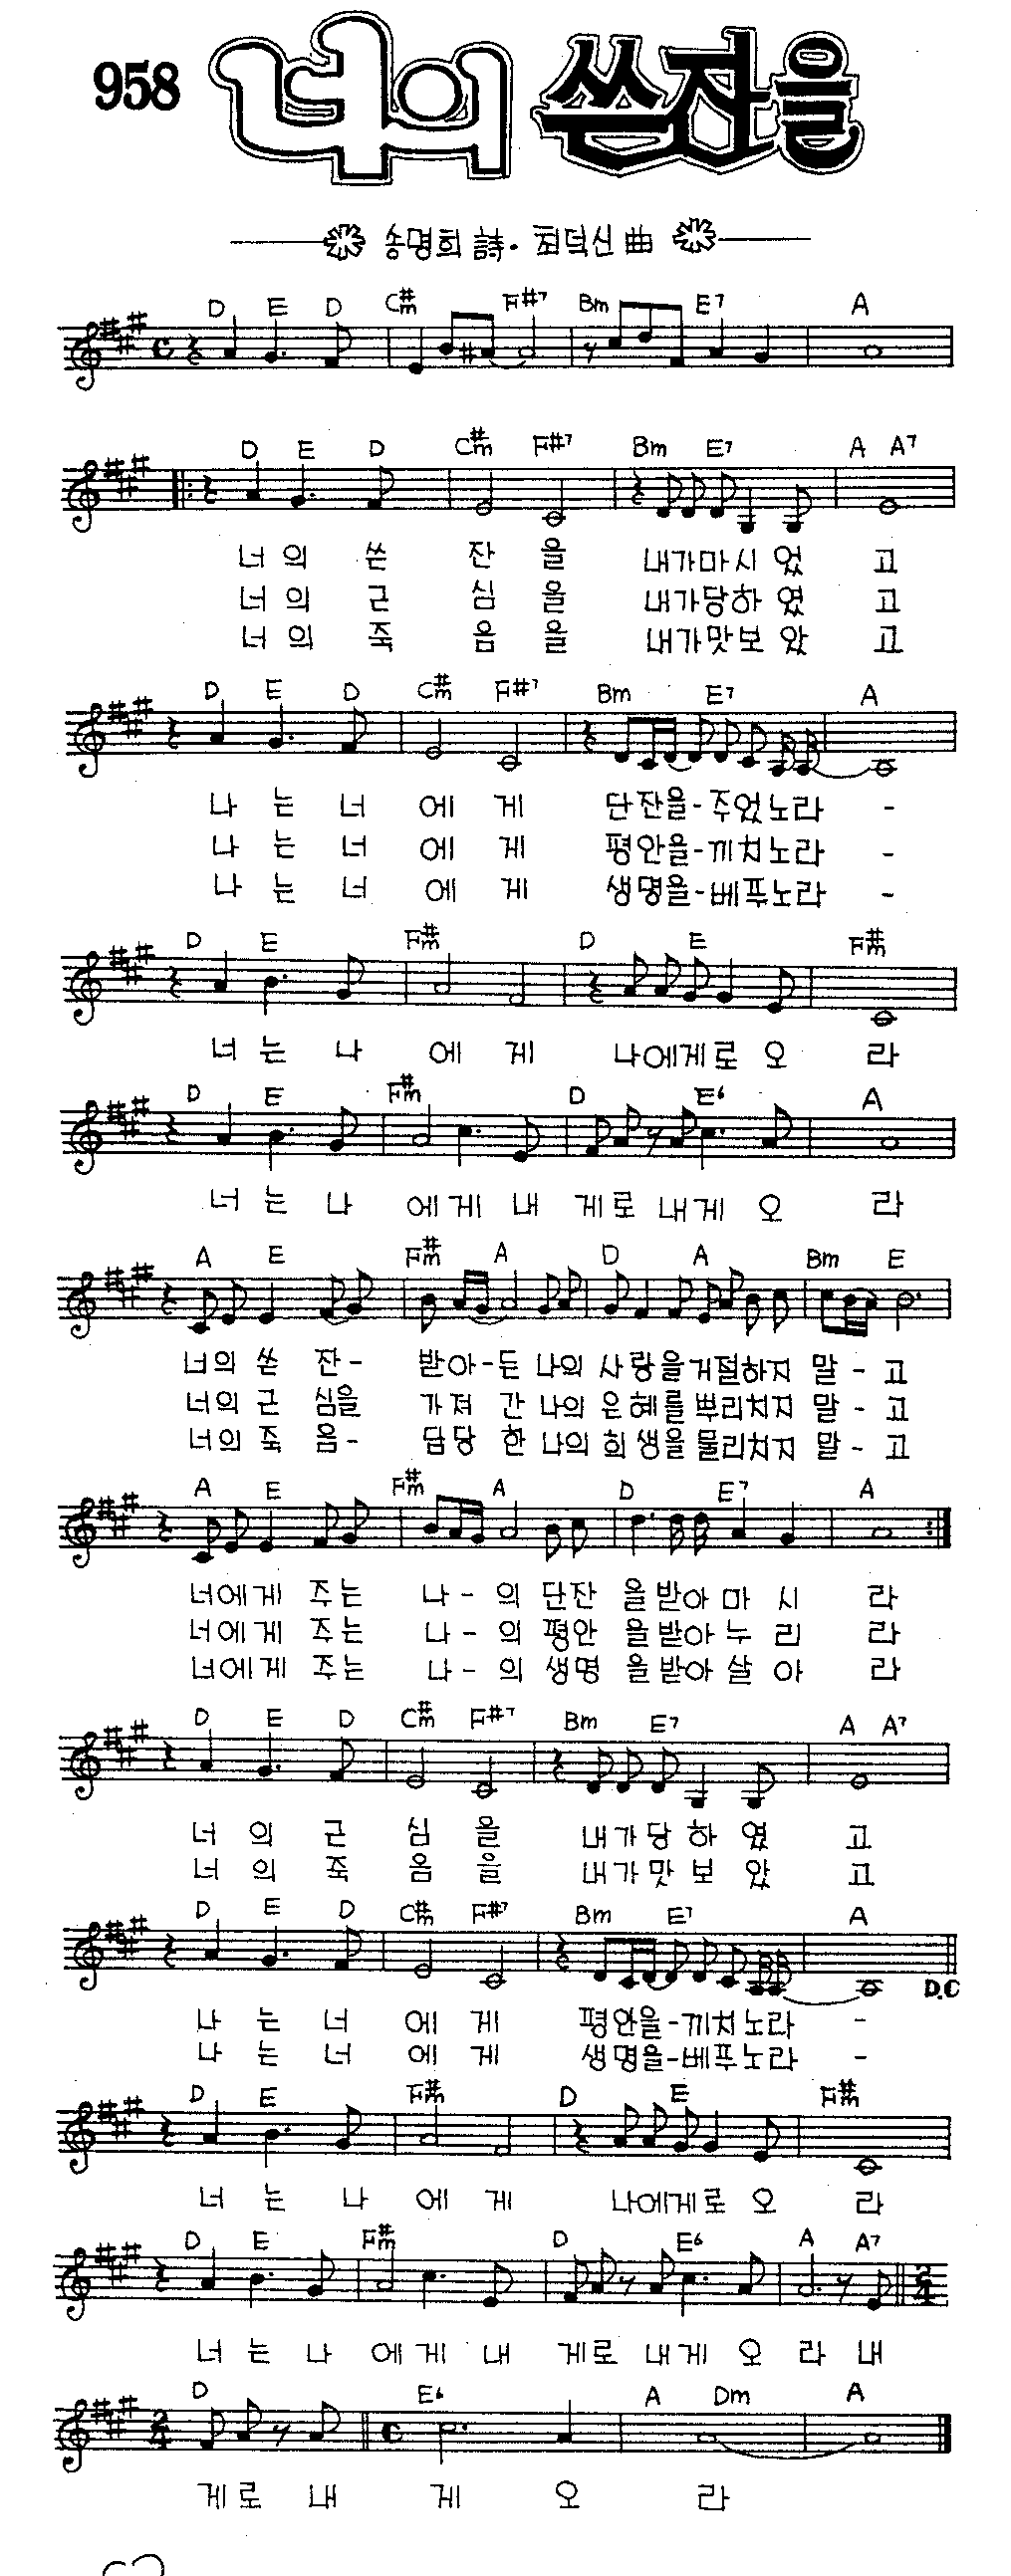 958 너의 쓴잔을
송명희 詩· 최덕신 曲
D E D C#m F#7 Bm E7 A
D E D C#m F#7 Bm E7 A A7
너의 쓴 잔을 내가마시었고
너의 근심을 내가당하였고
너의 죽음을 내가맛보았고
D E D C#m F#7 Bm E7 A
나는너에게 단잔을-주었노라 -
나는너에게 평안을-끼치노라 -
나는너에게 생명을-베푸노라 -
D E F#m D E F#m
너는나에게 나에게로오라
D E F#m D E6 A
너는나에게내게로내게오라
A E F#m A D A Bm E
너의쓴잔- 받아-든나의사랑을거절하지말-고
너의근심을 가져간나의은혜를뿌리치지말-고
너의죽음- 담당한나의희생을물리치지말-고
A E F#m A D E7 A
너에게주는 나-의단잔을받아마시라
너에게주는 나-의평안을받아누리라
너에게주는 나-의생명을받아살아라
D E D C#m F#7 Bm E7 A A7
너의근심을 내가당하였고
너의죽음을 내가맛보았고
D E D C#m F#7 Bm E7 A
D.C
나는너에게 평안을-끼치노라 -
나는너에게 생명을-베푸노라 -
D E F#m D E F#m
너는나에게 나에게로오라
D E F#m D E6 A A7
2/4
너는나에게내게로내게오라내
D E6 A Dm A
2/4
게로내게오라